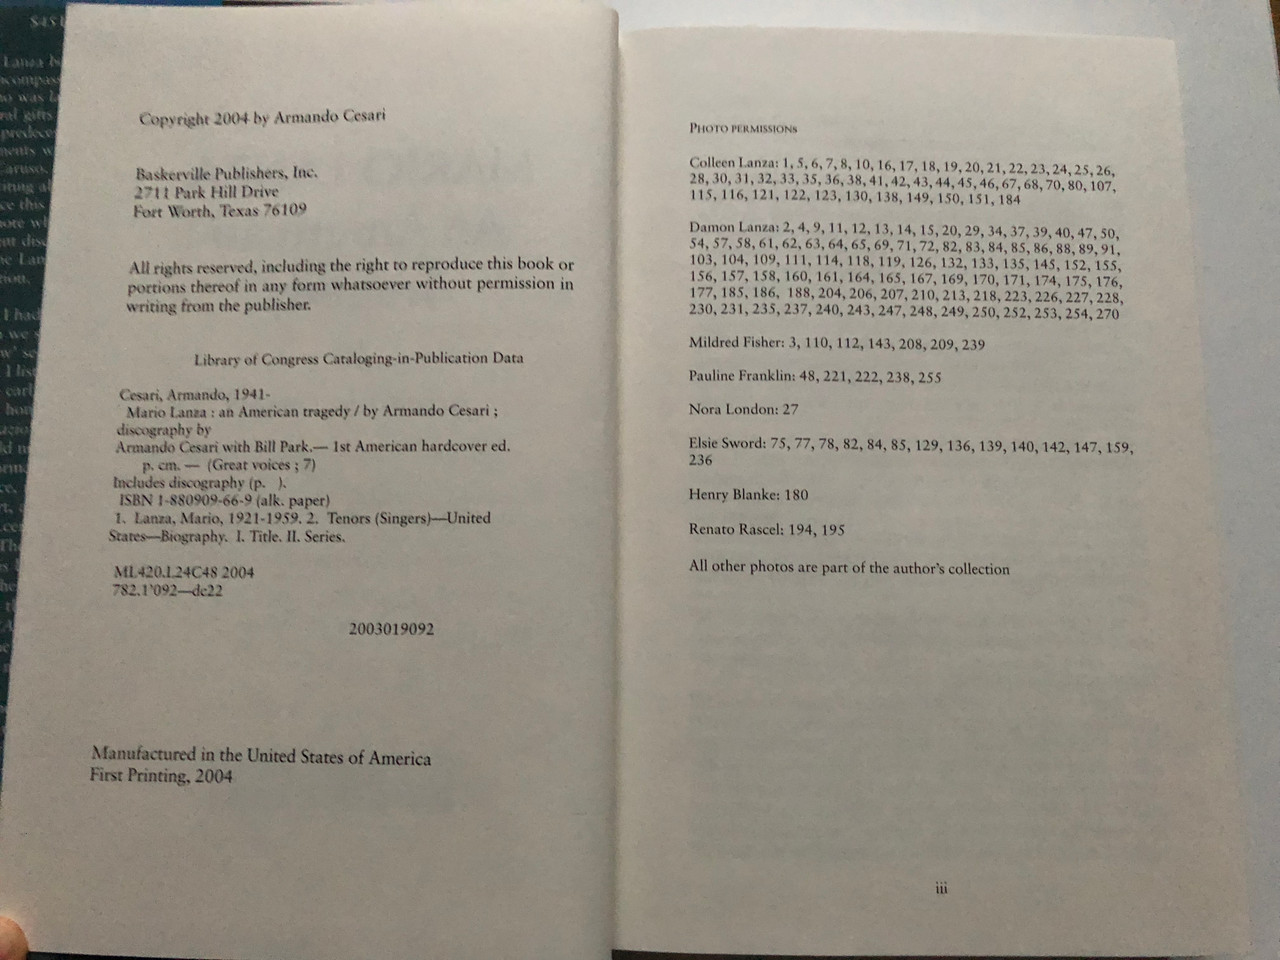 Copyright 2004 by Armando Cesari
Baskerville Publishers, Inc.
2711 Park Hill Drive
Fort Worth, Texas 76109
All rights reserved, including the right to reproduce this book or
portions thereof in any form whatsoever without permission in
writing from the publisher.
Library of Congress Cataloging-in-Publication Data
Cesari, Armando, 1941-
Mario Lanza : an American tragedy / by Armando Cesari ;
discography by
Armando Cesari with Bill Park.— 1st American hardcover ed.
p. cm. — (Great voices ; 7)
Includes discography (p. ).
ISBN 1-880909-66-9 (alk. paper)
1. Lanza, Mario, 1921-1959. 2. Tenors (Singers)—United
States—Biography. I. Title. II. Series.
ML420.L24C48 2004
782.1'092—dc22
2003019092
Manufactured in the United States of America
First Printing, 2004
PHOTO PERMISSIONS
Colleen Lanza: 1, 5, 6, 7, 8, 10, 16, 17, 18, 19, 20, 21, 22, 23, 24, 25, 26,
28, 30, 31, 32, 33, 35, 36, 38, 41, 42, 43, 44, 45, 46, 67, 68, 70, 80, 107,
115, 116, 121, 122, 123, 130, 138, 149, 150, 151, 184
Damon Lanza: 2, 4, 9, 11, 12, 13, 14, 15, 20, 29, 34, 37, 39, 40, 47, 50,
54, 57, 58, 61, 62, 63, 64, 65, 69, 71, 72, 82, 83, 84, 85, 86, 88, 89, 91,
103, 104, 109, 111, 114, 118, 119, 126, 132, 133, 135, 145, 152, 155,
156, 157, 158, 160, 161, 164, 165, 167, 169, 170, 171, 174, 175, 176,
177, 185, 186, 188, 204, 206, 207, 210, 213, 218, 223, 226, 227, 228,
230, 231, 235, 237, 240, 243, 247, 248, 249, 250, 252, 253, 254, 270
Mildred Fisher: 3, 110, 112, 143, 208, 209, 239
Pauline Franklin: 48, 221, 222, 238, 255
Nora London: 27
Elsie Sword: 75, 77, 78, 82, 84, 85, 129, 136, 139, 140, 142, 147, 159,
236
Henry Blanke: 180
Renato Rascel: 194, 195
All other photos are part of the author's collection
iii